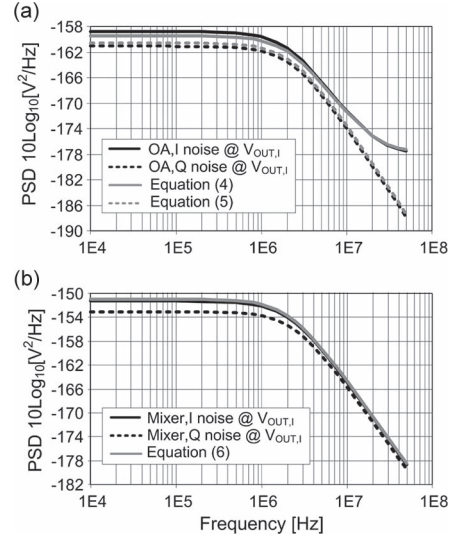 (a)
-158
-162
-166
-170
-174
-178
-182
-186
-190
PSD 10Log10[V²/Hz]
OA,I noise @ VOUT,I
OA,Q noise @ VOUT,I
Equation (4)
Equation (5)
1E4 1E5 1E6 1E7 1E8
(b)
-150
-154
-158
-162
-166
-170
-174
-178
-182
PSD 10Log10[V²/Hz]
Mixer,I noise @ VOUT,I
Mixer,Q noise @ VOUT,I
Equation (6)
1E4 1E5 1E6 1E7 1E8
Frequency [Hz]